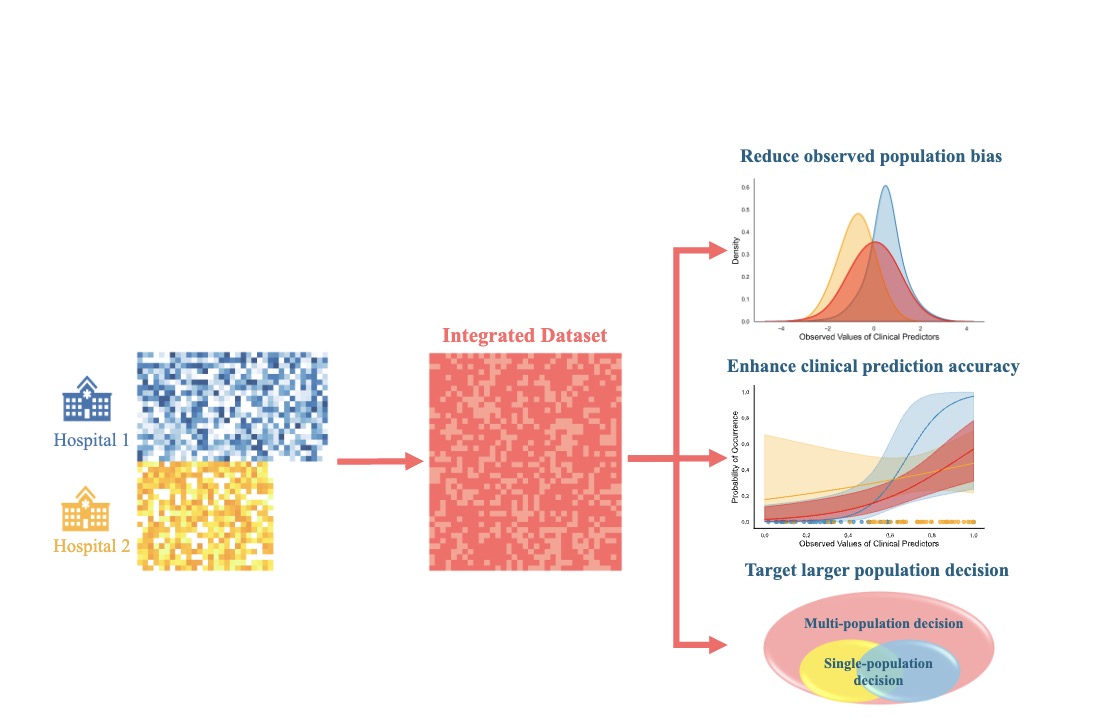 Reduce observed population bias
0.6
0.5
0.4
0.3
0.2
0.1
0.0
Density
−4 −2 0 2 4
Observed Values of Clinical Predictors
Integrated Dataset
Hospital 1
Hospital 2
Enhance clinical prediction accuracy
1.0
0.8
0.6
0.4
0.2
0.0
Probability of Occurrence
0.0 0.2 0.4 0.6 0.8 1.0
Observed Values of Clinical Predictors
Target larger population decision
Multi-population decision
Single-population
decision